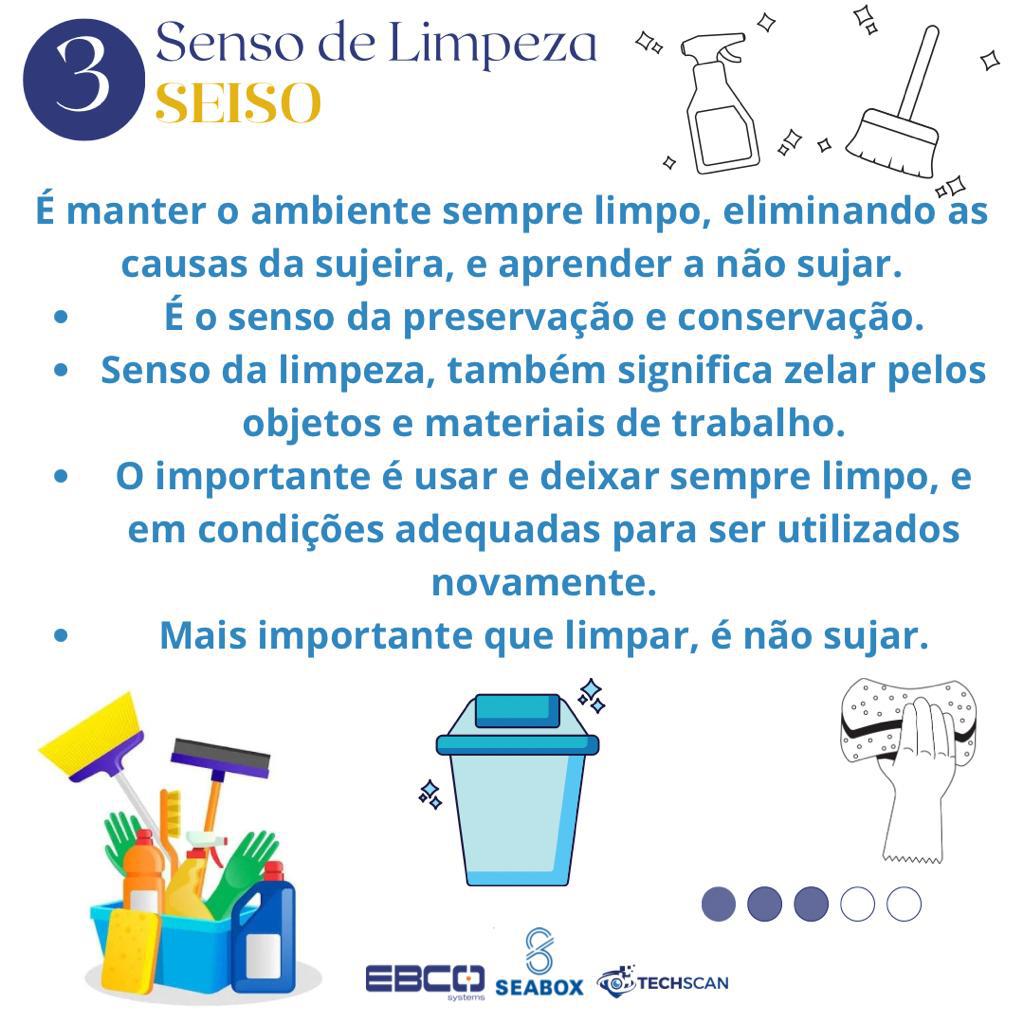 3
Senso de Limpeza
SEISO
É manter o ambiente sempre limpo, eliminando as
causas da sujeira, e aprender a não sujar.
• É o senso da preservação e conservação.
• Senso da limpeza, também significa zelar pelos
objetos e materiais de trabalho.
• O importante é usar e deixar sempre limpo, e
em condições adequadas para ser utilizados
novamente.
• Mais importante que limpar, é não sujar.
EBCO
systems
SEABOX
TECHSCAN